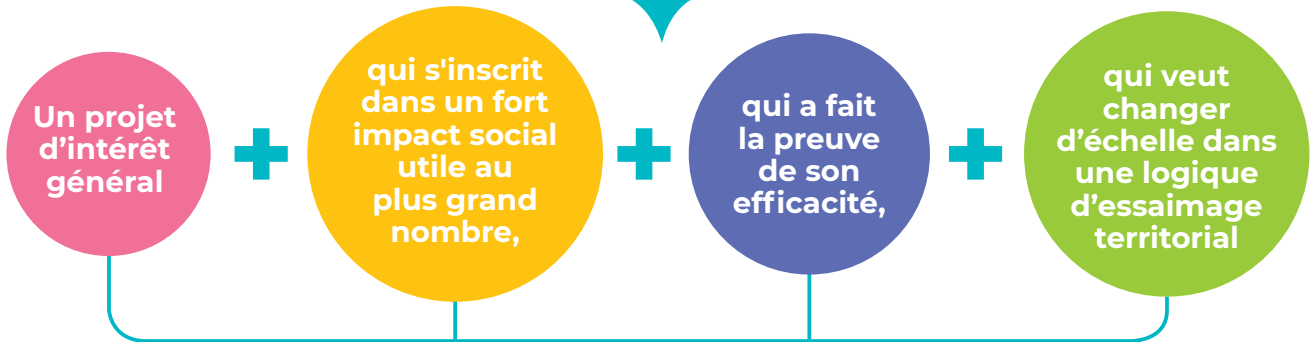 Un projet
d’intérêt
général
qui s'inscrit
dans un fort
impact social
utile au
plus grand
nombre,
qui a fait
la preuve
de son
efficacité,
qui veut
changer
d’échelle dans
une logique
d’essaimage
territorial